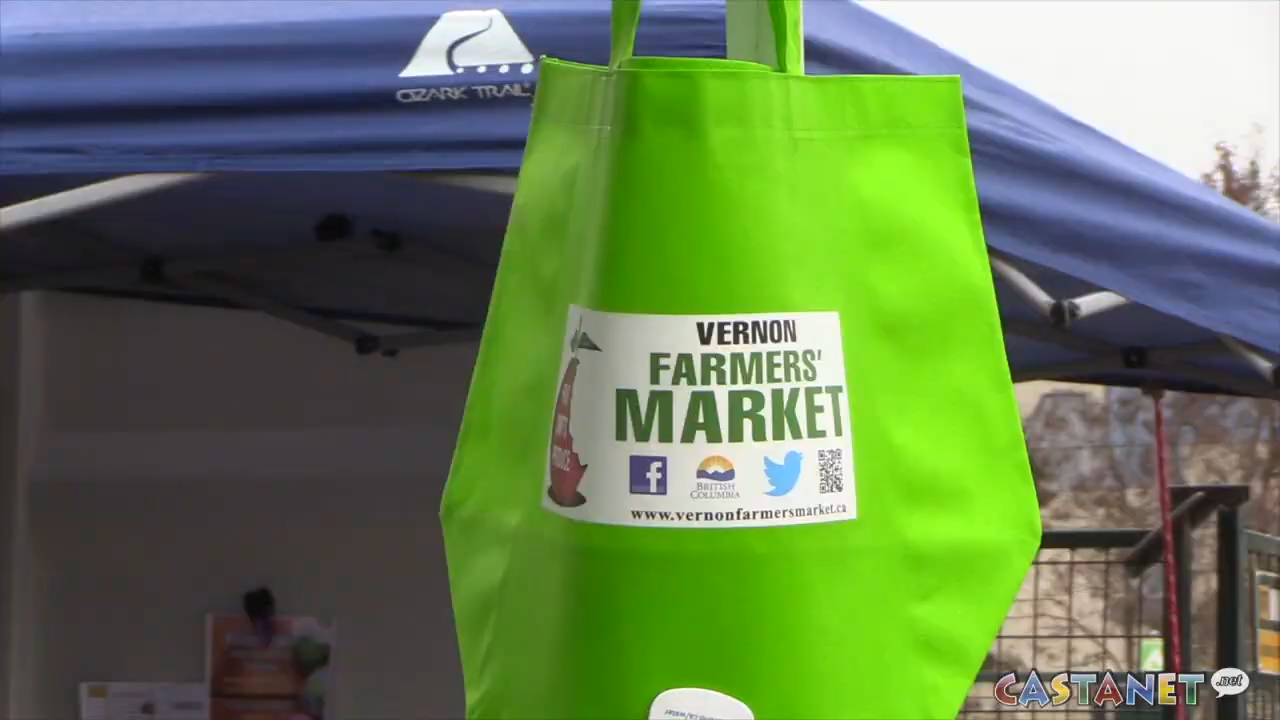 OZARK TRAIL
VERNON
FARMERS'
MARKET
f
BRITISH
COLUMBIA
www.vernonfarmersmarket.ca
CASTANET .net